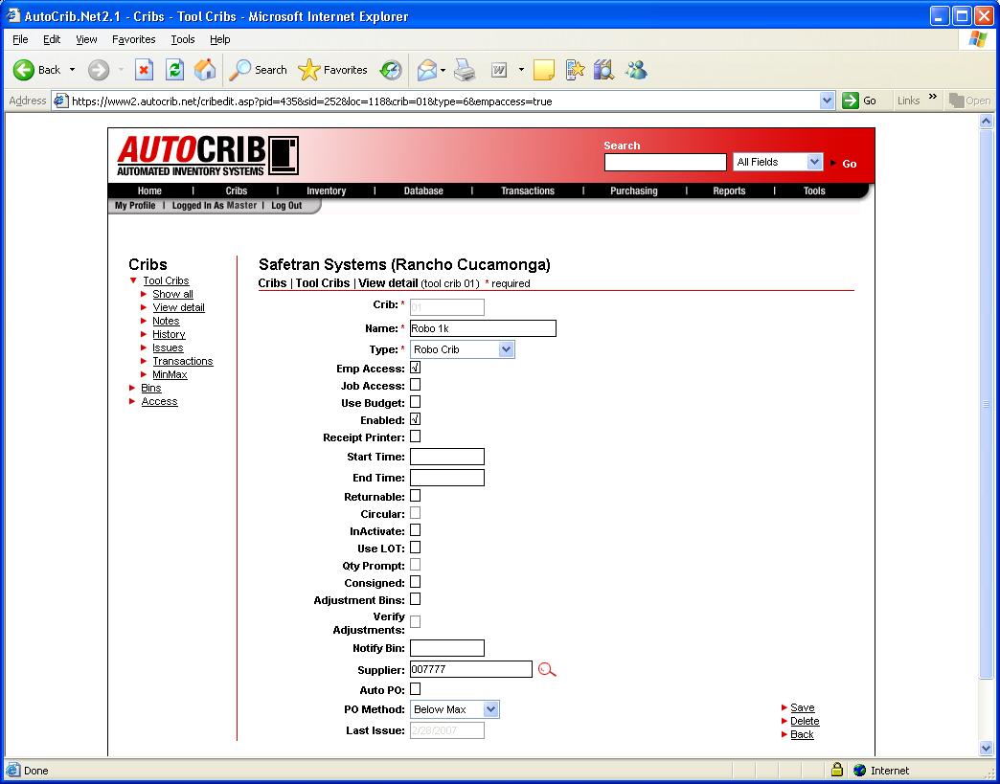 AutoCrib.Net2.1 - Cribs - Tool Cribs - Microsoft Internet Explorer
File Edit View Favorites Tools Help
Back Search Favorites
Address https://www2.autocrib.net/cribedit.asp?pid=435&sid=252&loc=118&crib=01&type=6&empaccess=true Go Links » Open
AUTOCRIB
AUTOMATED INVENTORY SYSTEMS
Search
All Fields Go
Home | Cribs | Inventory | Database | Transactions | Purchasing | Reports | Tools
My Profile | Logged In As Master | Log Out
Cribs
Tool Cribs
Show all
View detail
Notes
History
Issues
Transactions
MinMax
Bins
Access
Safetran Systems (Rancho Cucamonga)
Cribs | Tool Cribs | View detail (tool crib 01) * required
Crib: * 01
Name: * Robo 1k
Type: * Robo Crib
Emp Access:
Job Access:
Use Budget:
Enabled:
Receipt Printer:
Start Time:
End Time:
Returnable:
Circular:
InActivate:
Use LOT:
Qty Prompt:
Consigned:
Adjustment Bins:
Verify
Adjustments:
Notify Bin:
Supplier: 007777
Auto PO:
PO Method: Below Max
Last Issue: 2/28/2007
Save
Delete
Back
Done Internet